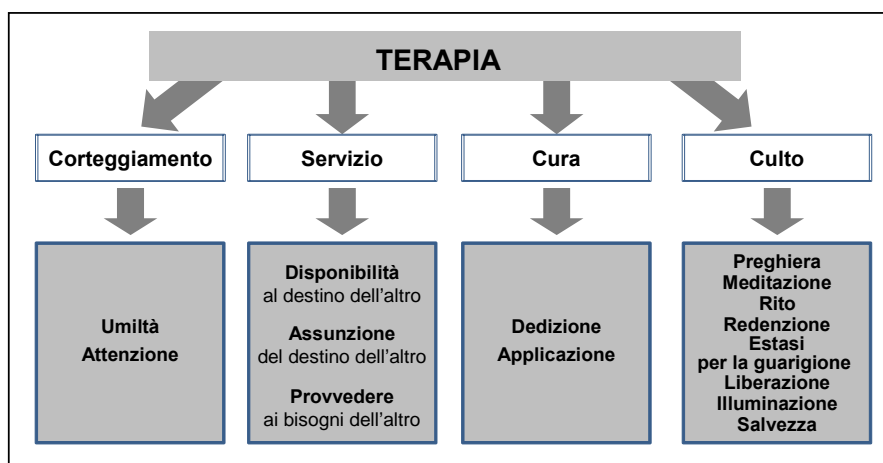 TERAPIA
Corteggiamento
Servizio
Cura
Culto
Umiltà
Attenzione
Disponibilità
al destino dell'altro
Assunzione
del destino dell'altro
Provvedere
ai bisogni dell'altro
Dedizione
Applicazione
Preghiera
Meditazione
Rito
Redenzione
Estasi
per la guarigione
Liberazione
Illuminazione
Salvezza